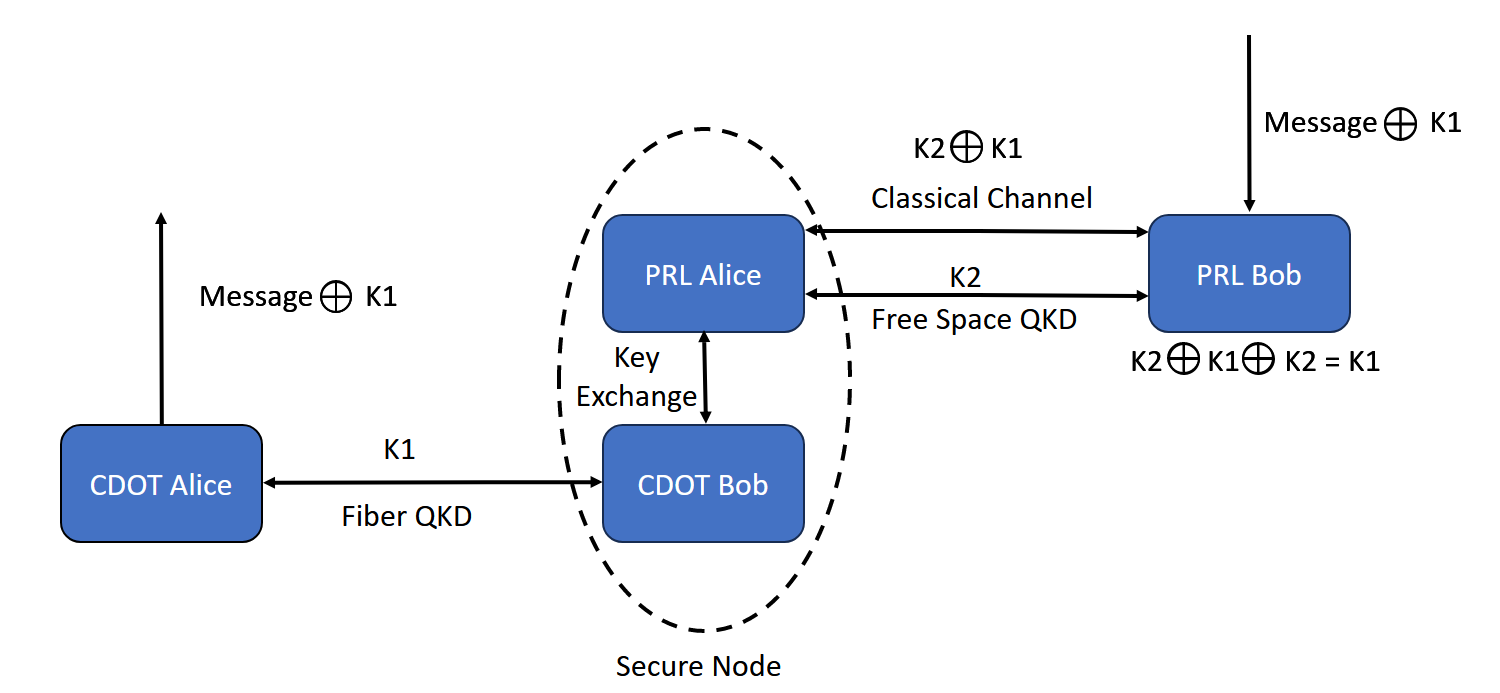 Message ⊕ K1
K2 ⊕ K1
Classical Channel
Message ⊕ K1
PRL Alice
K2
PRL Bob
Free Space QKD
Key
Exchange
K2 ⊕ K1 ⊕ K2 = K1
CDOT Alice
K1
Fiber QKD
CDOT Bob
Secure Node